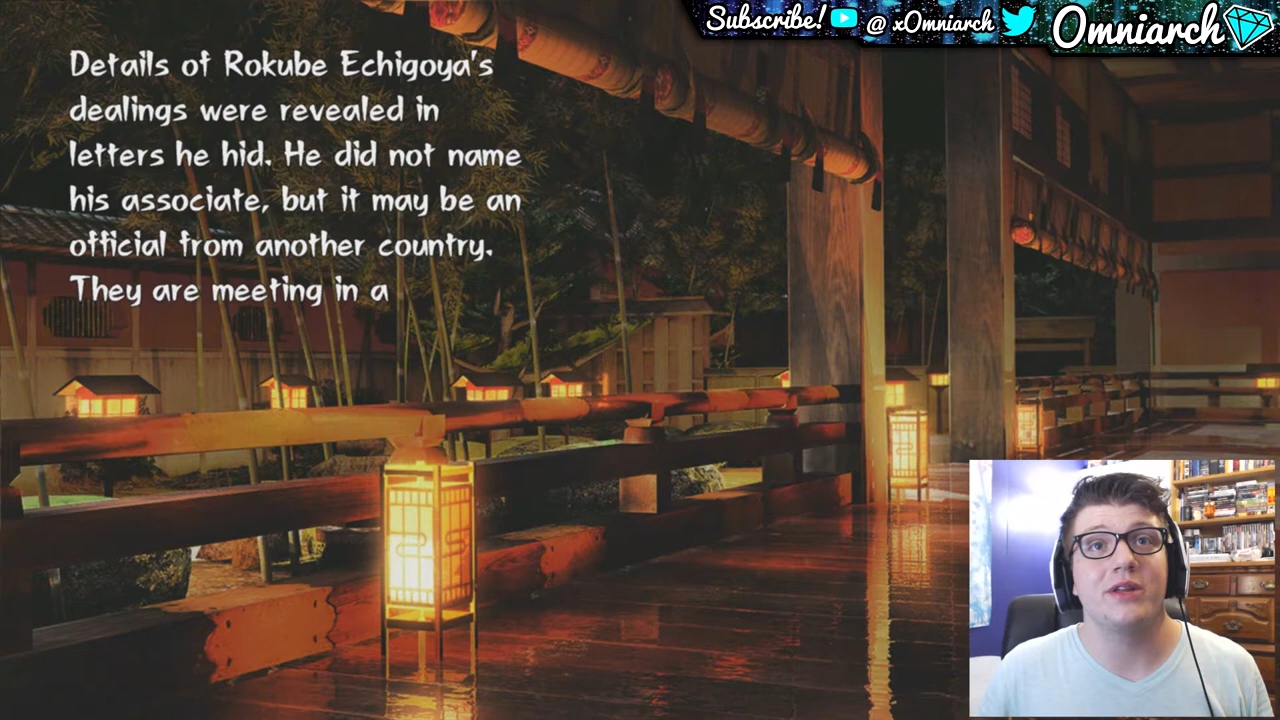 Subscribe! @ xOmniarch Omniarch
Details of Rokube Echigoya's
dealings were revealed in
letters he hid. He did not name
his associate, but it may be an
official from another country.
They are meeting in a